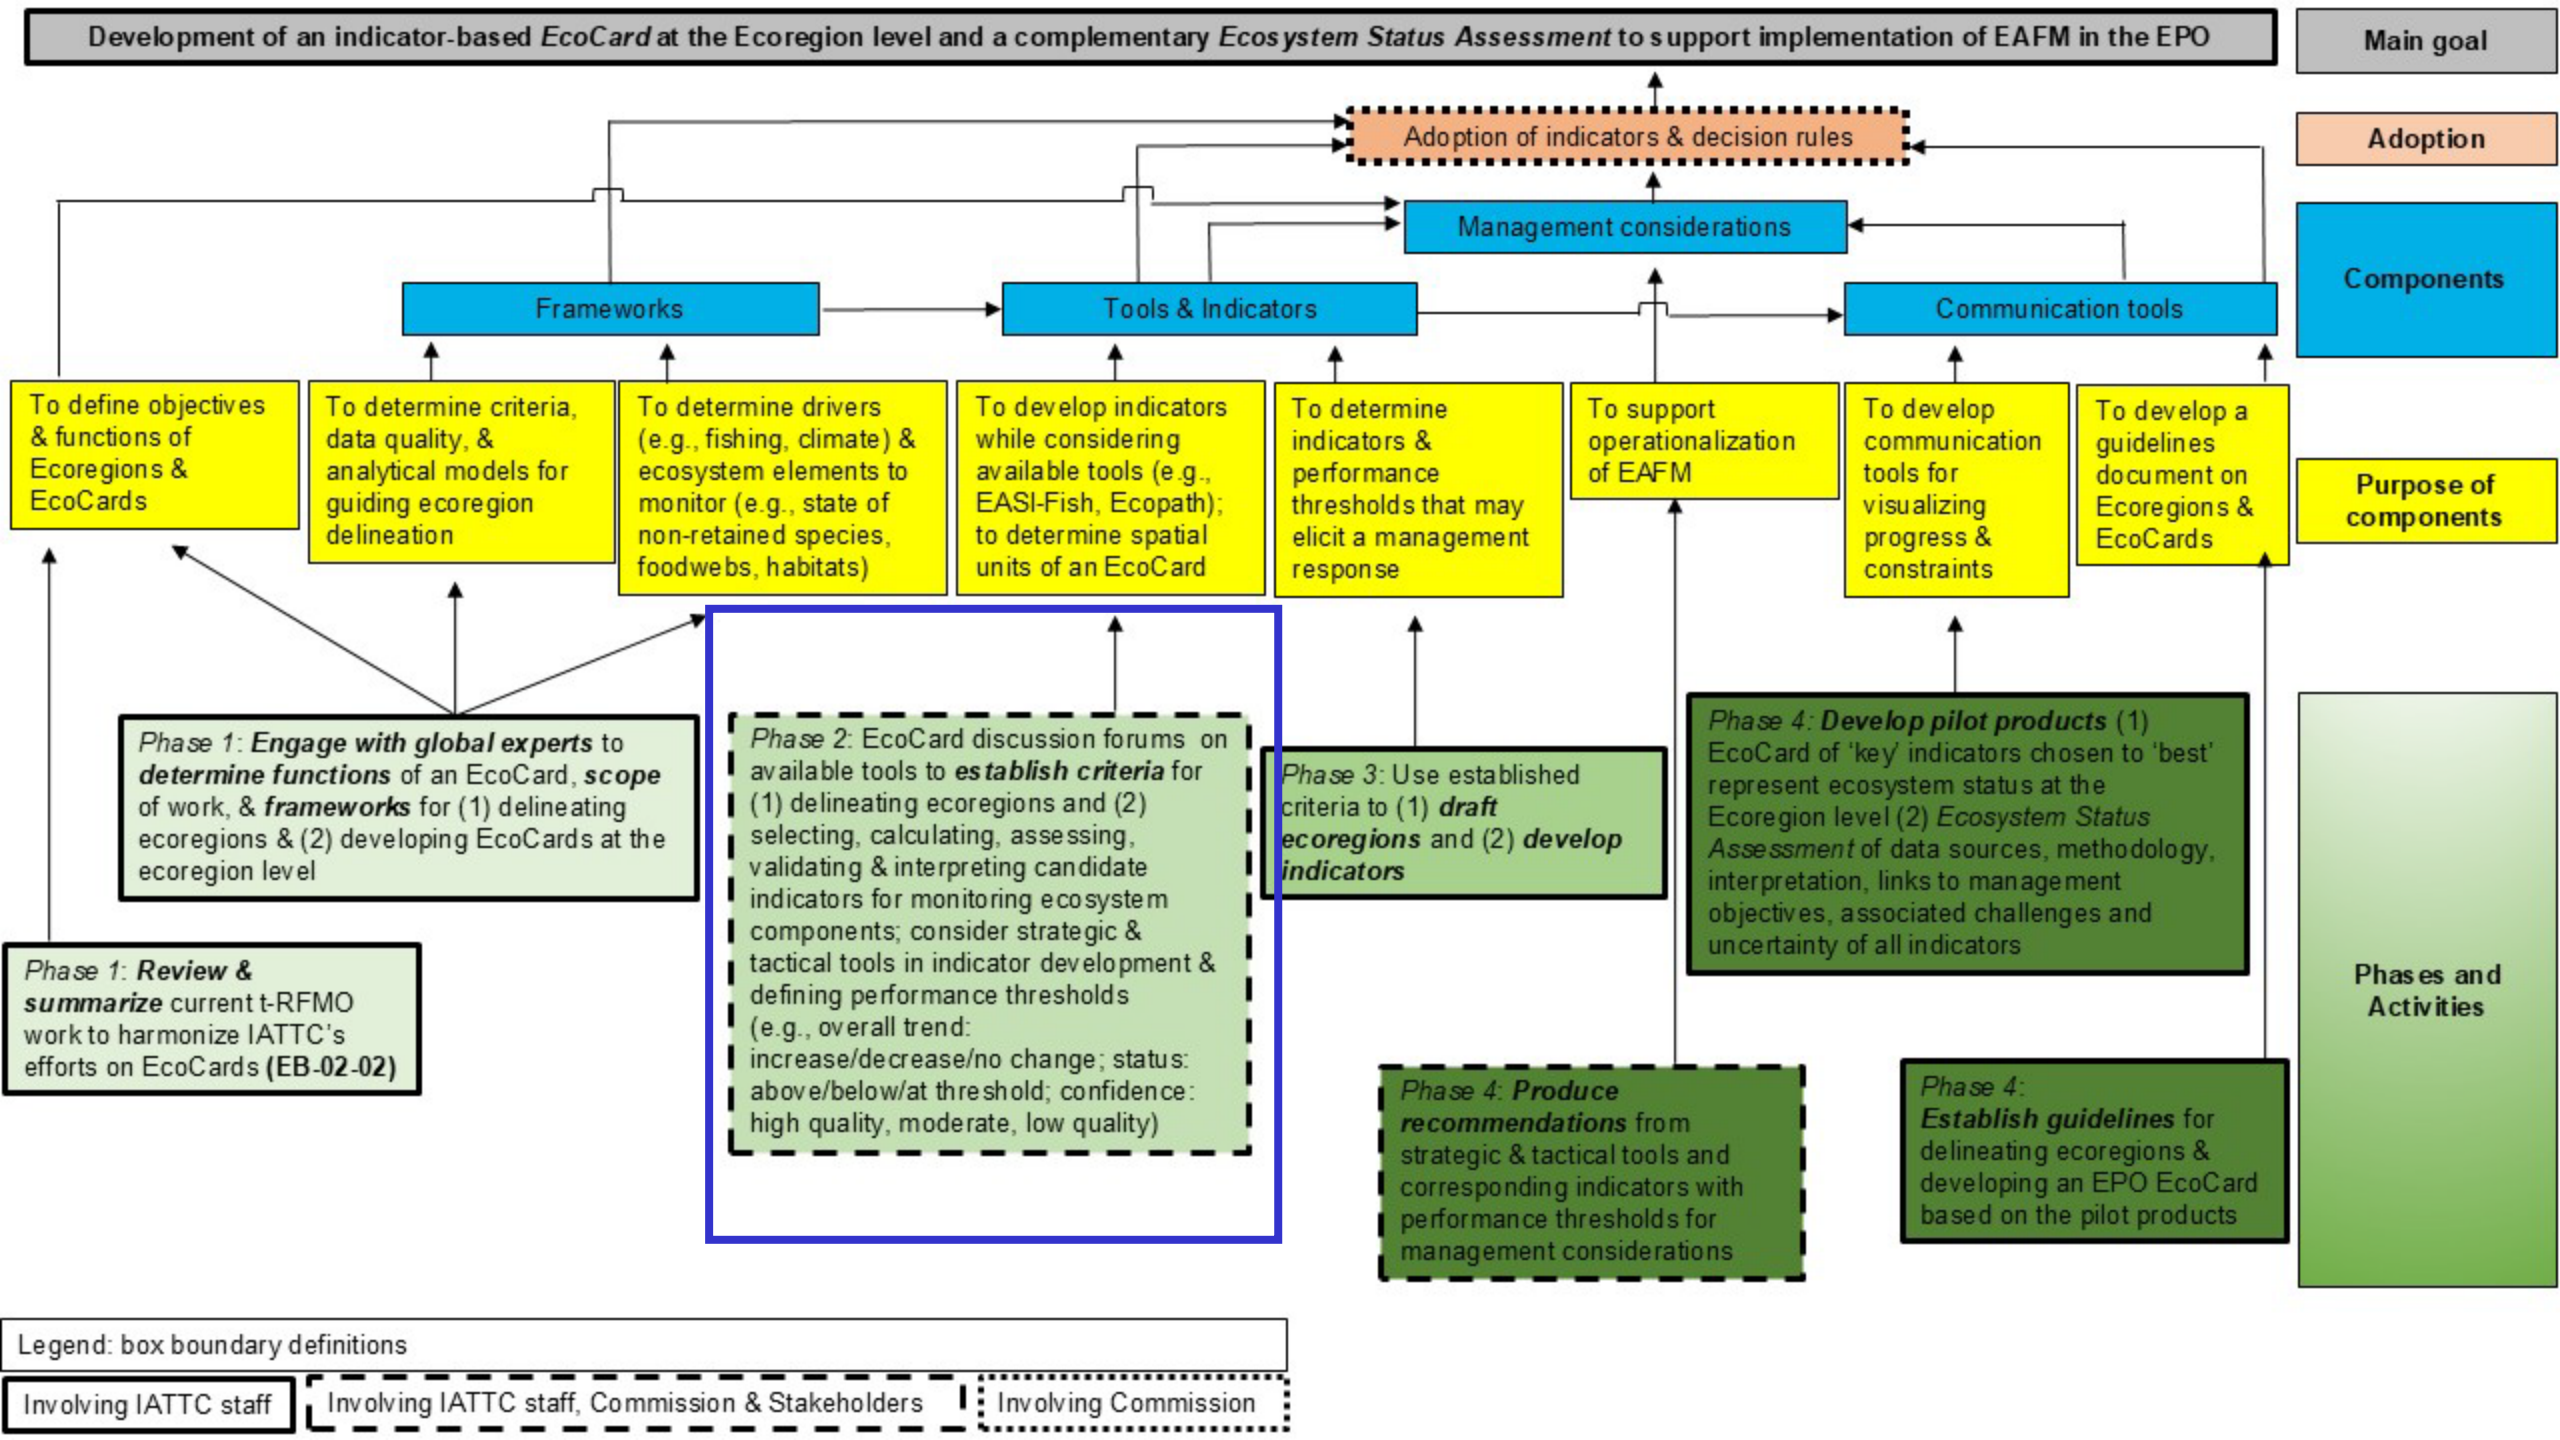 Development of an indicator-based EcoCard at the Ecoregion level and a complementary Ecosystem Status Assessment to support implementation of EAFM in the EPO
Main goal
Adoption of indicators & decision rules
Adoption
Management considerations
Frameworks
Tools & Indicators
Communication tools
Components
To define objectives
& functions of
Ecoregions &
EcoCards
To determine criteria,
data quality, &
analytical models for
guiding ecoregion
delineation
To determine drivers
(e.g., fishing, climate) &
ecosystem elements to
monitor (e.g., state of
non-retained species,
foodwebs, habitats)
To develop indicators
while considering
available tools (e.g.,
EASI-Fish, Ecopath);
to determine spatial
units of an EcoCard
To determine
indicators &
performance
thresholds that may
elicit a management
response
To support
operationalization
of EAFM
To develop
communication
tools for
visualizing
progress &
constraints
To develop a
guidelines
document on
Ecoregions &
EcoCards
Purpose of
components
Phase 1: Engage with global experts to
determine functions of an EcoCard, scope
of work, & frameworks for (1) delineating
ecoregions & (2) developing EcoCards at the
ecoregion level
Phase 1: Review &
summarize current t-RFMO
work to harmonize IATTC's
efforts on EcoCards (EB-02-02)
Phase 2: EcoCard discussion forums on
available tools to establish criteria for
(1) delineating ecoregions and (2)
selecting, calculating, assessing,
validating & interpreting candidate
indicators for monitoring ecosystem
components; consider strategic &
tactical tools in indicator development &
defining performance thresholds
(e.g., overall trend:
increase/decrease/no change; status:
above/below/at threshold; confidence:
high quality, moderate, low quality)
Phase 3: Use established
criteria to (1) draft
ecoregions and (2) develop
indicators
Phase 4: Develop pilot products (1)
EcoCard of 'key' indicators chosen to 'best'
represent ecosystem status at the
Ecoregion level (2) Ecosystem Status
Assessment of data sources, methodology,
interpretation, links to management
objectives, associated challenges and
uncertainty of all indicators
Phase 4: Produce
recommendations from
strategic & tactical tools and
corresponding indicators with
performance thresholds for
management considerations
Phase 4:
Establish guidelines for
delineating ecoregions &
developing an EPO EcoCard
based on the pilot products
Phases and
Activities
Legend: box boundary definitions
Involving IATTC staff
Involving IATTC staff, Commission & Stakeholders
Involving Commission